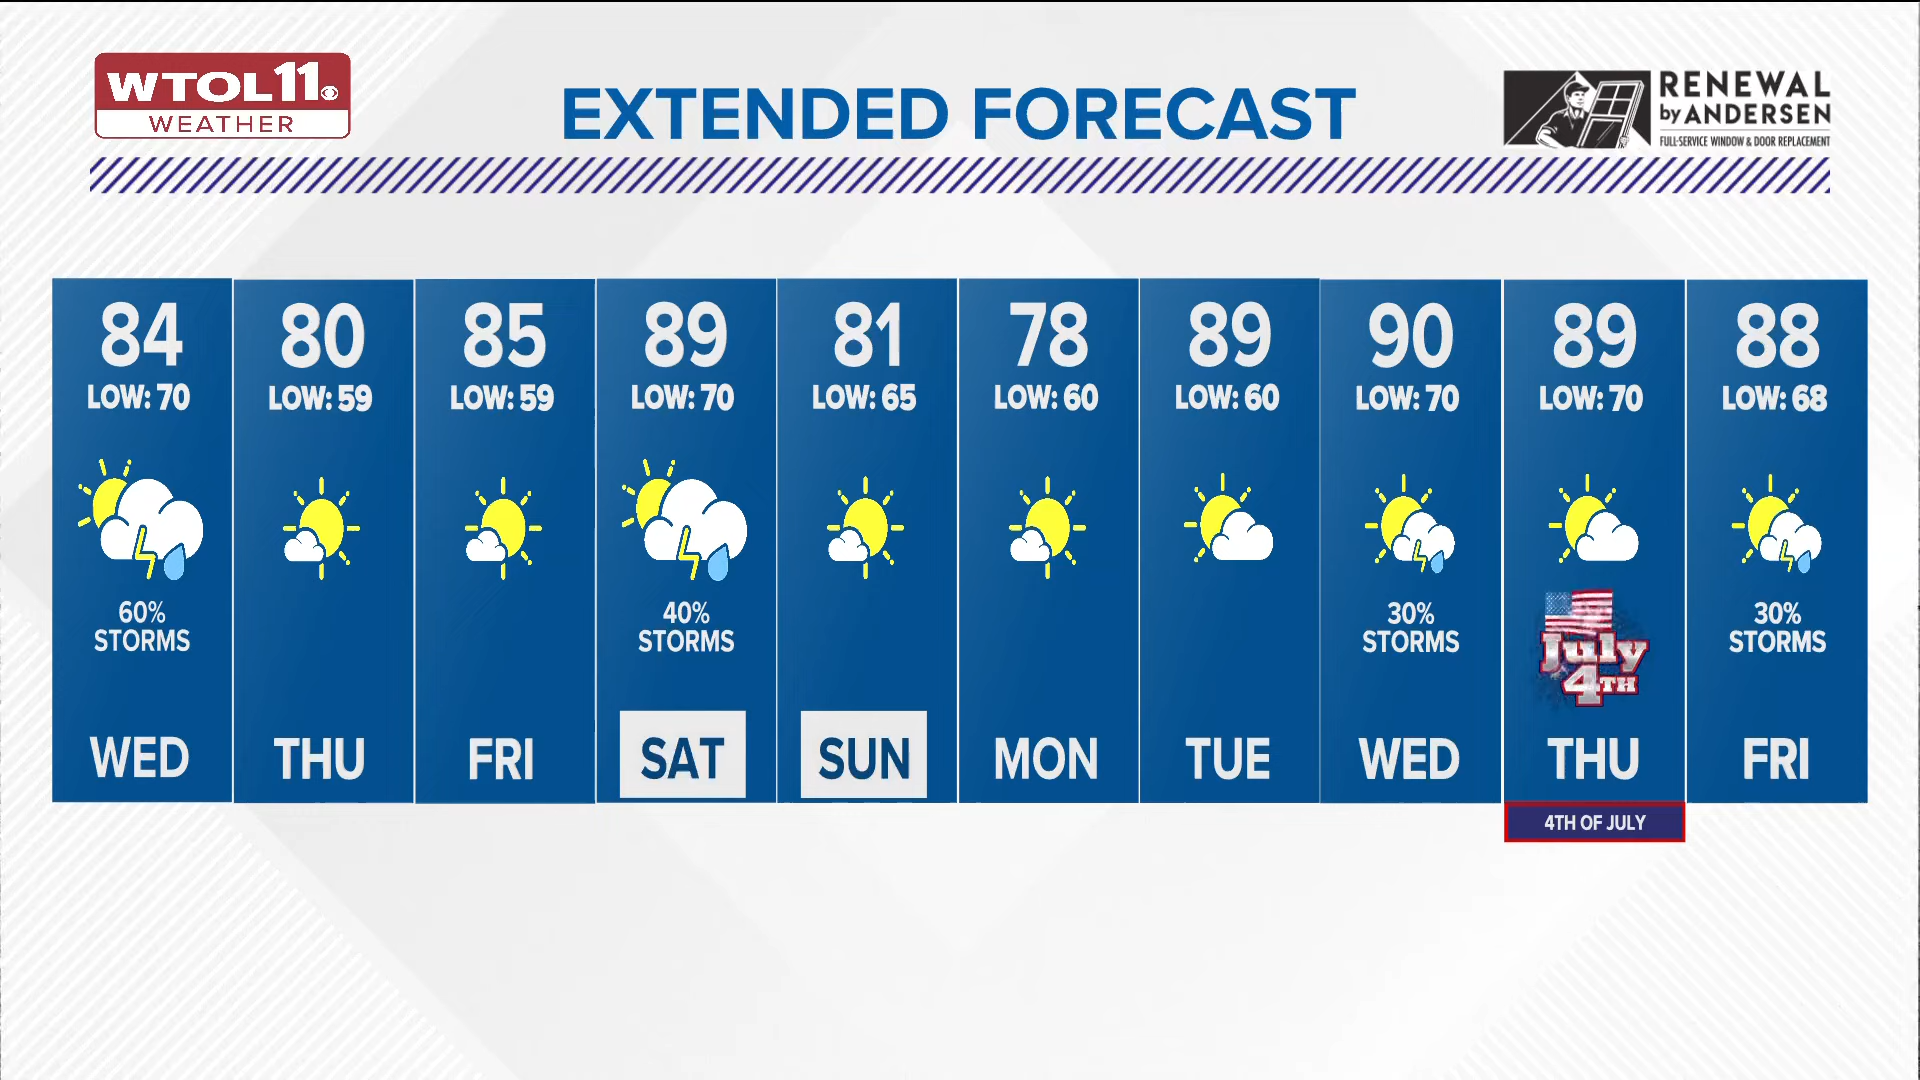 WTOL11
WEATHER
EXTENDED FORECAST
RENEWAL
by ANDERSEN
FULL-SERVICE WINDOW & DOOR REPLACEMENT
84
LOW: 70
60%
STORMS
WED
80
LOW: 59
THU
85
LOW: 59
FRI
89
LOW: 70
40%
STORMS
SAT
81
LOW: 65
SUN
78
LOW: 60
MON
89
LOW: 60
TUE
90
LOW: 70
30%
STORMS
WED
89
LOW: 70
July
4TH
THU
4TH OF JULY
88
LOW: 68
30%
STORMS
FRI